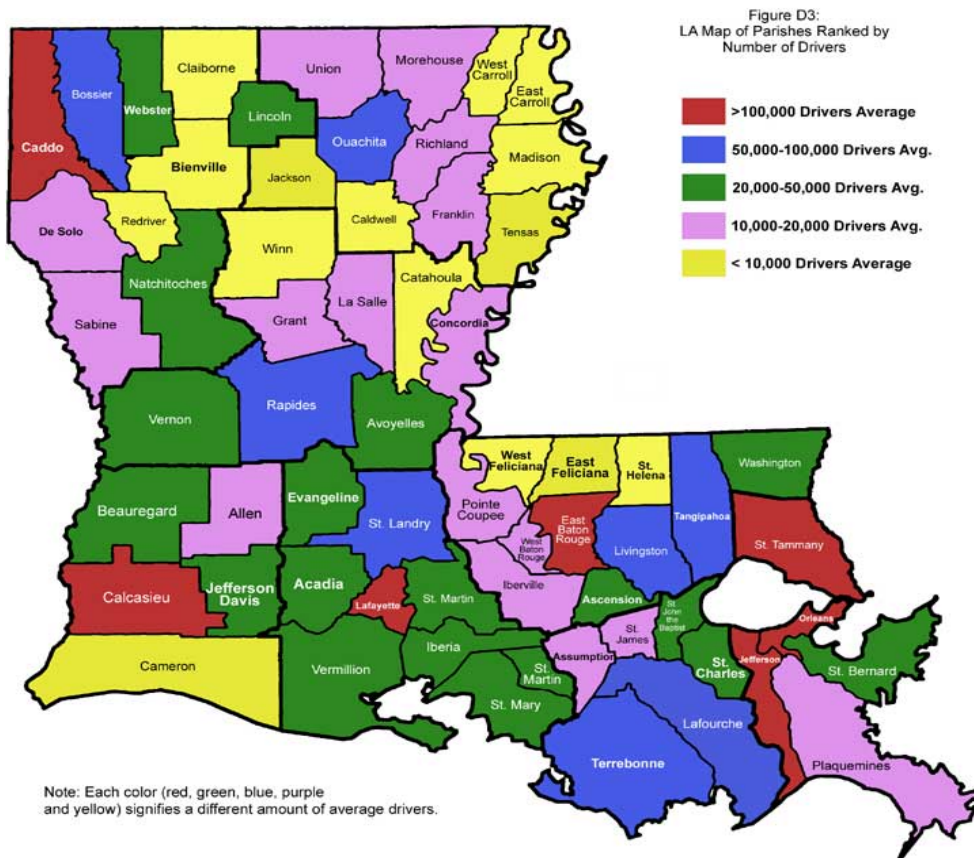 Figure D3:
LA Map of Parishes Ranked by
Number of Drivers
>100,000 Drivers Average
50,000-100,000 Drivers Avg.
20,000-50,000 Drivers Avg.
10,000-20,000 Drivers Avg.
< 10,000 Drivers Average
Caddo
Bossier
Webster
Claiborne
Lincoln
Union
Morehouse
West
Carroll
East
Carroll
Ouachita
Richland
Madison
Bienville
Jackson
Franklin
Tensas
Caldwell
De Solo
Redriver
Winn
Natchitoches
Catahoula
La Salle
Grant
Concordia
Sabine
Vernon
Rapides
Avoyelles
Beauregard
Allen
Evangeline
St. Landry
Pointe
Coupee
West
Feliciana
East
Feliciana
St.
Helena
Tangipahoa
Washington
East
Baton
Rouge
West
Baton
Rouge
Livingston
St. Tammany
Calcasieu
Jefferson
Davis
Acadia
Lafayette
St. Martin
Iberville
Ascension
St
John
the
Baptist
St.
James
Assumption
Orleans
Jefferson
St.
Charles
St. Bernard
Cameron
Vermillion
Iberia
St.
Martin
St. Mary
Terrebonne
Lafourche
Plaquemines
Note: Each color (red, green, blue, purple
and yellow) signifies a different amount of average drivers.